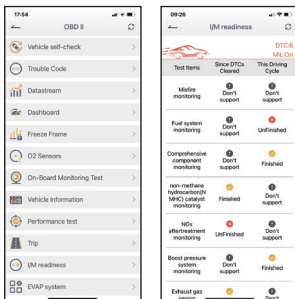 17:54
OBD II
Vehicle self-check
Trouble Code
Datastream
Dashboard
Freeze Frame
O2 Sensors
On-Board Monitoring Test
Vehicle Information
Performance test
Trip
I/M readiness
EVAP system
09:26
I/M readiness
DTC:6
MIL:On
Test Items
Since DTCs
Cleared
This Driving
Cycle
Misfire
monitoring
Don't
support
Don't
support
Fuel system
monitoring
Don't
support
UnFinished
Comprehensive
component
monitoring
Don't
support
Finished
non-methane
hydrocarbon(N
MHC) catalyst
monitoring
Finished
Don't
support
NOx
aftertreatment
monitoring
UnFinished
Don't
support
Boost pressure
system
monitoring
Don't
support
Finished
Exhaust gas
sensor
Don't